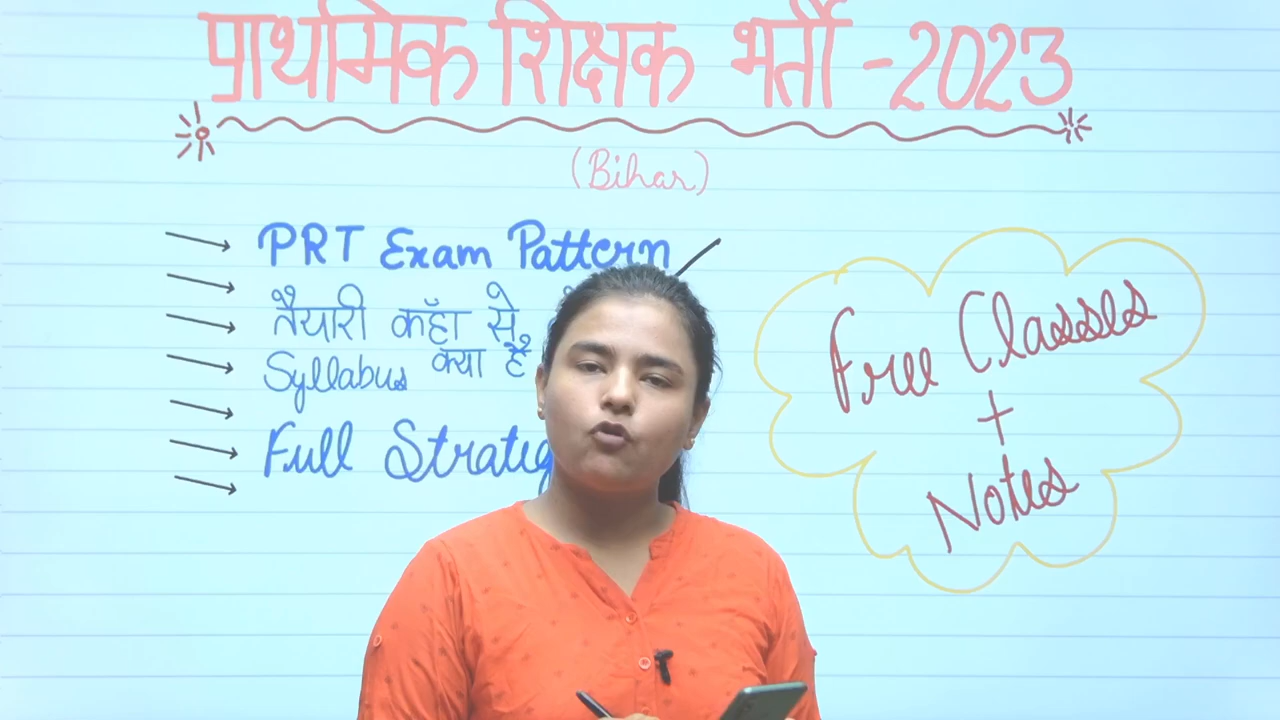 प्राथमिक शिक्षक भर्ती - 2023
(Bihar)
PRT Exam Pattern
तैयारी कहाँ से
Syllabus क्या है
Full
Free Classes
+
Notes